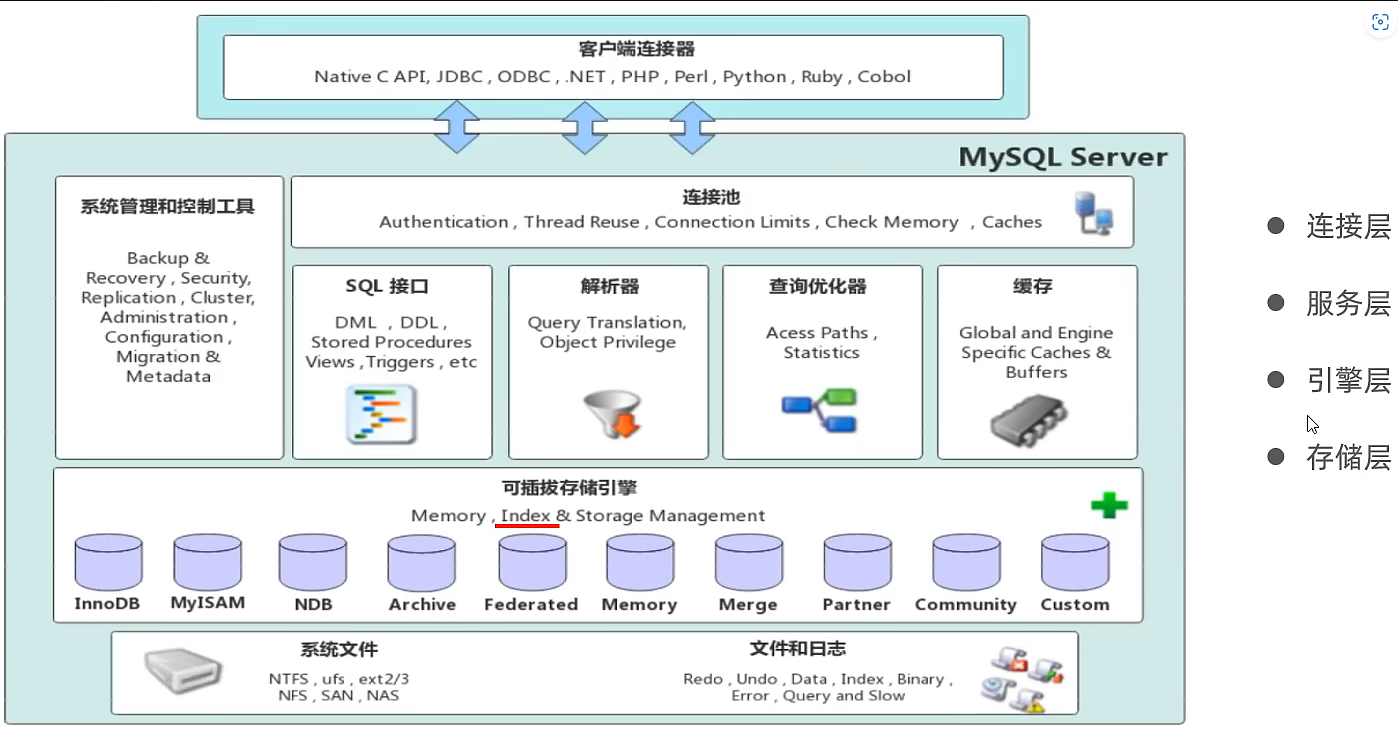 客户端连接器
Native C API, JDBC , ODBC , .NET , PHP , Perl , Python , Ruby , Cobol
MySQL Server
系统管理和控制工具
Backup &
Recovery , Security,
Replication , Cluster,
Administration ,
Configuration ,
Migration &
Metadata
连接池
Authentication , Thread Reuse , Connection Limits , Check Memory , Caches
SQL 接口
DML , DDL ,
Stored Procedures
Views ,Triggers , etc
解析器
Query Translation,
Object Privilege
查询优化器
Acess Paths ,
Statistics
缓存
Global and Engine
Specific Caches &
Buffers
可插拔存储引擎
Memory , Index & Storage Management
InnoDB
MyISAM
NDB
Archive
Federated
Memory
Merge
Partner
Community
Custom
系统文件
NTFS , ufs , ext2/3
NFS , SAN , NAS
文件和日志
Redo , Undo , Data , Index , Binary ,
Error , Query and Slow
● 连接层
● 服务层
● 引擎层
● 存储层